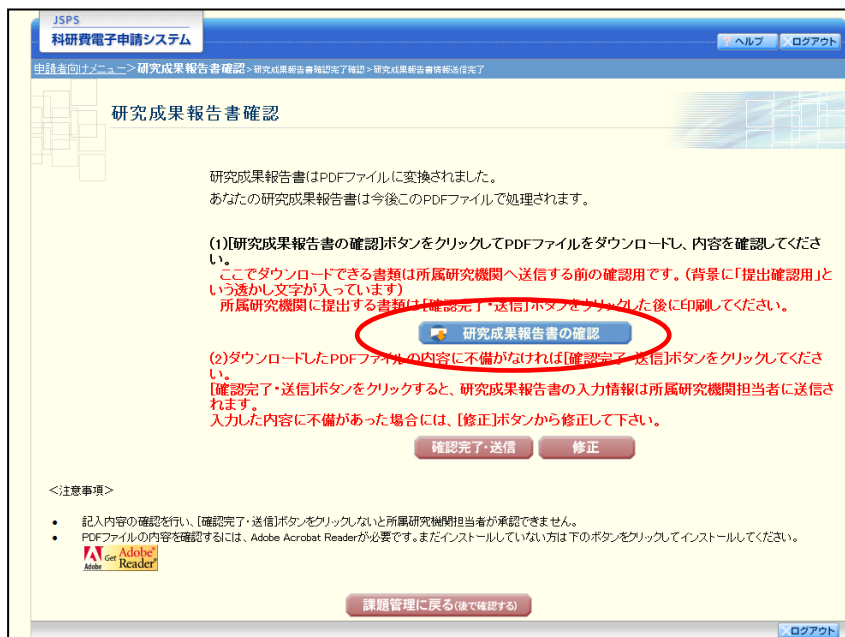 JSPS
科研費電子申請システム
? ヘルプ
ログアウト
申請者向けメニュー>研究成果報告書確認>研究成果報告書確認完了確認>研究成果報告書情報送信完了
研究成果報告書確認
研究成果報告書はPDFファイルに変換されました。
あなたの研究成果報告書は今後このPDFファイルで処理されます。
(1)[研究成果報告書の確認]ボタンをクリックしてPDFファイルをダウンロードし、内容を確認してくださ
い。
ここでダウンロードできる書類は所属研究機関へ送信する前の確認用です。(背景に「提出確認用」と
いう透かし文字が入っています)
所属研究機関に提出する書類は[確認完了・送信]ボタンをクリックした後に印刷してください。
研究成果報告書の確認
(2)ダウンロードしたPDFファイルの内容に不備がなければ[確認完了・送信]ボタンをクリックしてくださ
い。
[確認完了・送信]ボタンをクリックすると、研究成果報告書の入力情報は所属研究機関担当者に送信さ
れます。
入力した内容に不備があった場合には、[修正]ボタンから修正して下さい。
確認完了・送信
修正
<注意事項>
• 記入内容の確認を行い、[確認完了・送信]ボタンをクリックしないと所属研究機関担当者が承認できません。
• PDFファイルの内容を確認するには、Adobe Acrobat Readerが必要です。まだインストールしていない方は下のボタンをクリックしてインストールしてください。
Adobe
Get Adobe®
Reader®
課題管理に戻る(後で確認する)
ログアウト